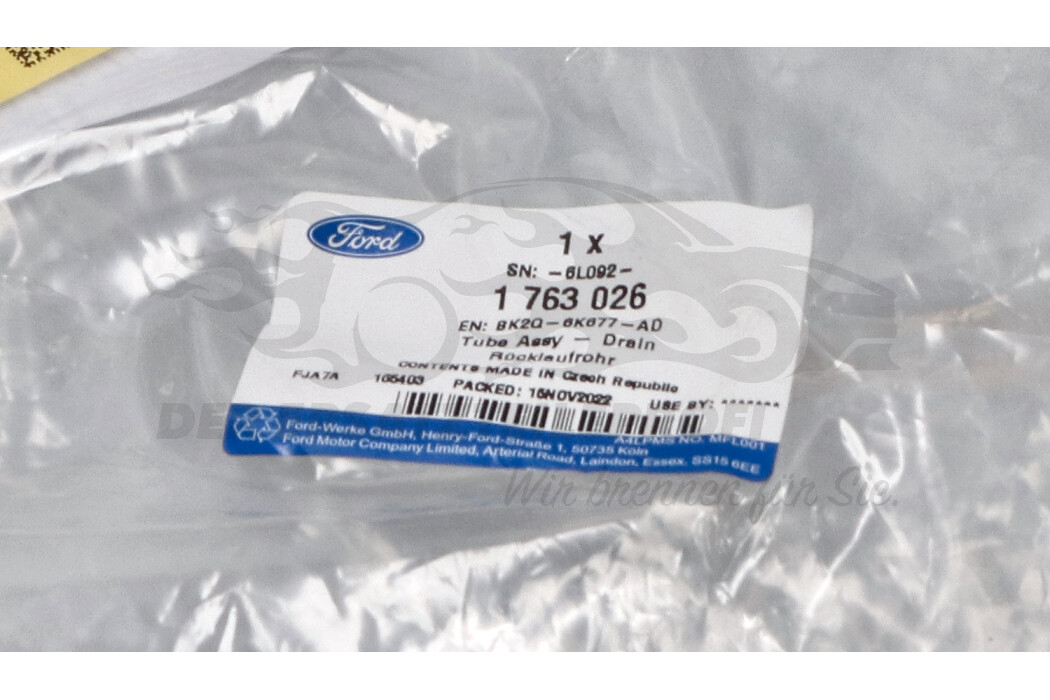 Ford
1 X
SN: -6L092-
1 763 026
EN: BK2Q-6K677-AD
Tube Assy - Drain
Rücklaufrohr
CONTENTS MADE IN Czech Republic
FJA7A 165403 PACKED: 15NOV2022 USE BY: *******
A4LPMS NO. MFL001
Ford-Werke GmbH, Henry-Ford-Straße 1, 50735 Köln
Ford Motor Company Limited, Arterial Road, Laindon, Essex. SS15 6EE
Wir brennen für Sie.